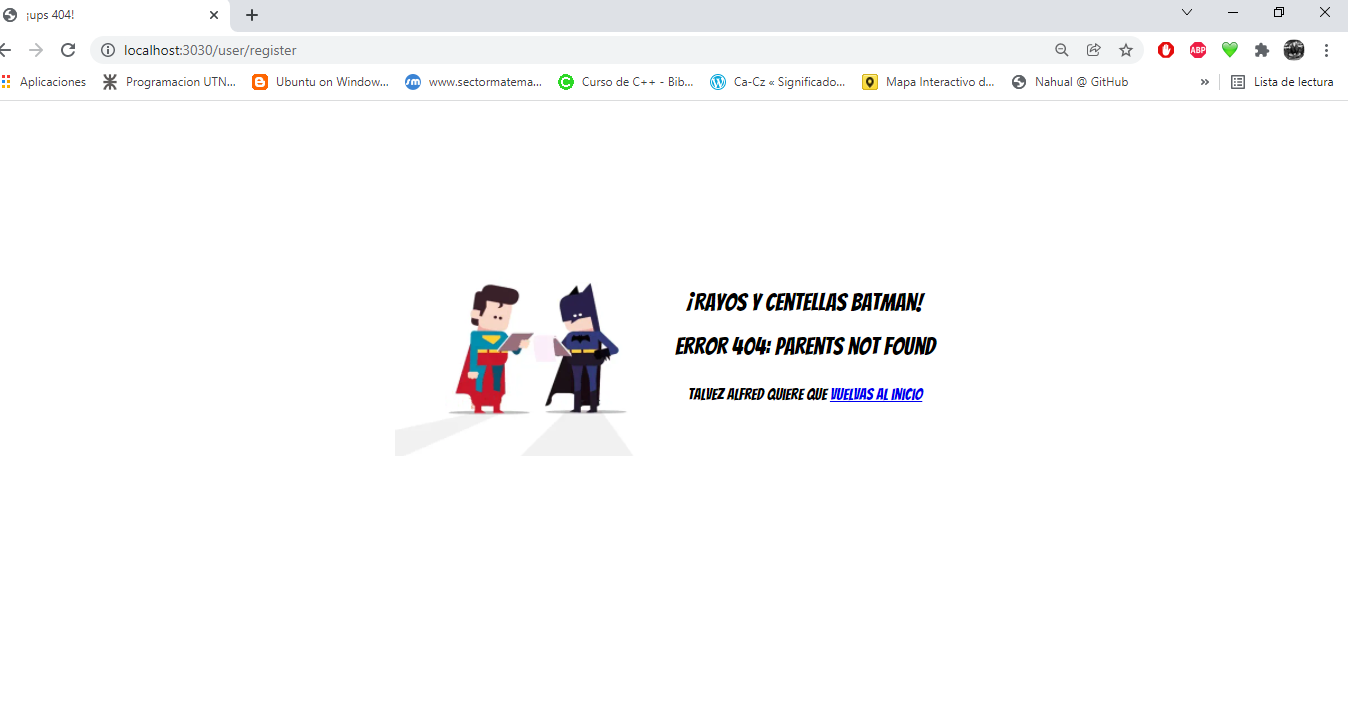 ¡ups 404!
localhost:3030/user/register
ABP
Aplicaciones Programacion UTN... Ubuntu on Window... sm www.sectormatema... C Curso de C++ - Bib... Ca-Cz « Significado... Mapa Interactivo d... Nahual @ GitHub » Lista de lectura
¡RAYOS Y CENTELLAS BATMAN!
ERROR 404: PARENTS NOT FOUND
TALVEZ ALFRED QUIERE QUE VUELVAS AL INICIO